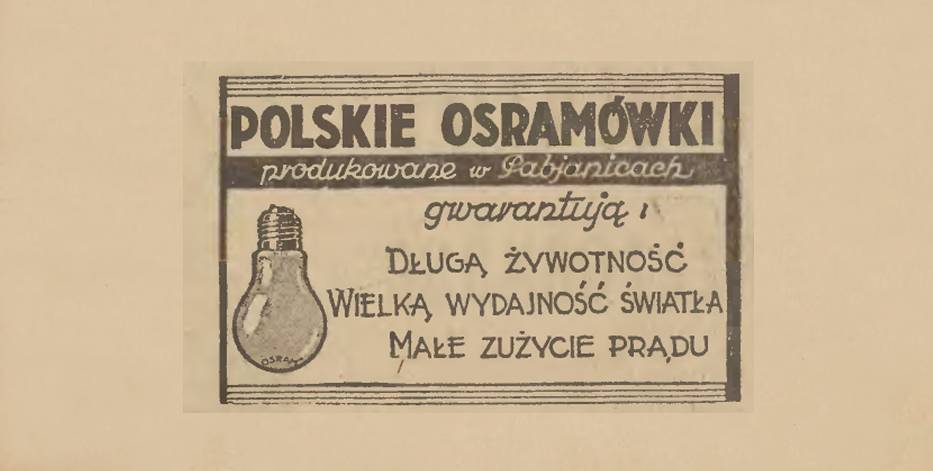 POLSKIE OSRAMÓWKI
produkowane w Pabjanicach
gwarantują:
DŁUGĄ ŻYWOTNOŚĆ
WIELKĄ WYDAJNOŚĆ ŚWIATŁA
MAŁE ZUŻYCIE PRĄDU
OSRAM